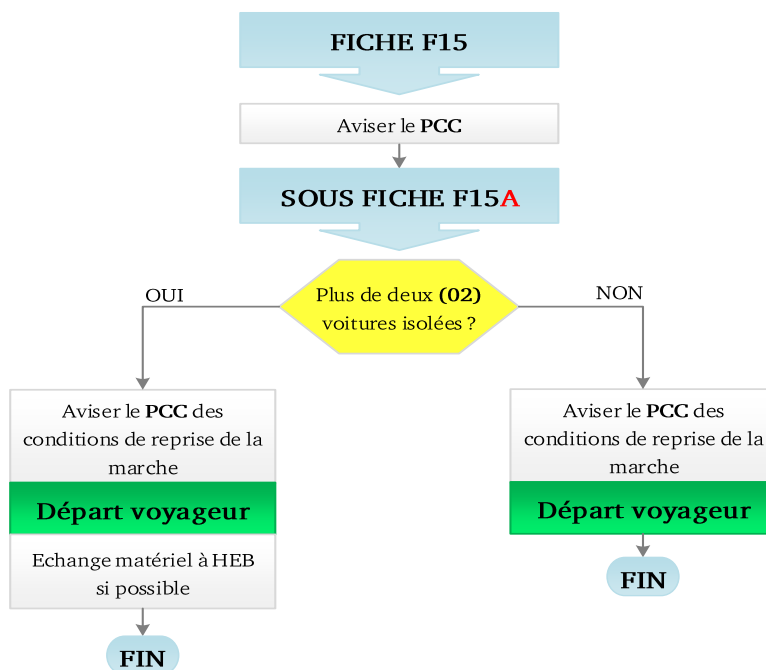 FICHE F15
Aviser le PCC
SOUS FICHE F15A
Plus de deux (02)
voitures isolées ?
OUI
NON
Aviser le PCC des
conditions de reprise de la
marche
Départ voyageur
Echange matériel à HEB
si possible
FIN
Aviser le PCC des
conditions de reprise de la
marche
Départ voyageur
FIN